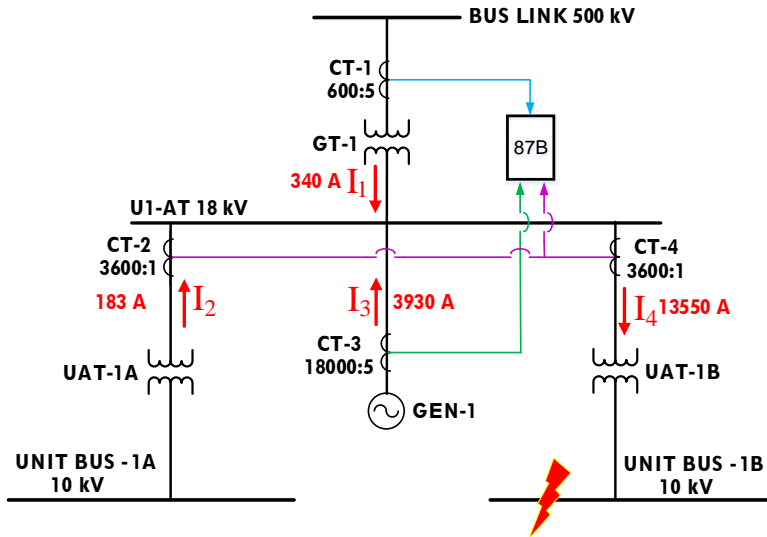 BUS LINK 500 kV
CT-1
600:5
87B
GT-1
340 A I1
U1-AT 18 kV
CT-2
3600:1
CT-4
3600:1
183 A I2
I3 3930 A
I4 13550 A
CT-3
18000:5
UAT-1A
UAT-1B
GEN-1
UNIT BUS -1A
10 kV
UNIT BUS -1B
10 kV